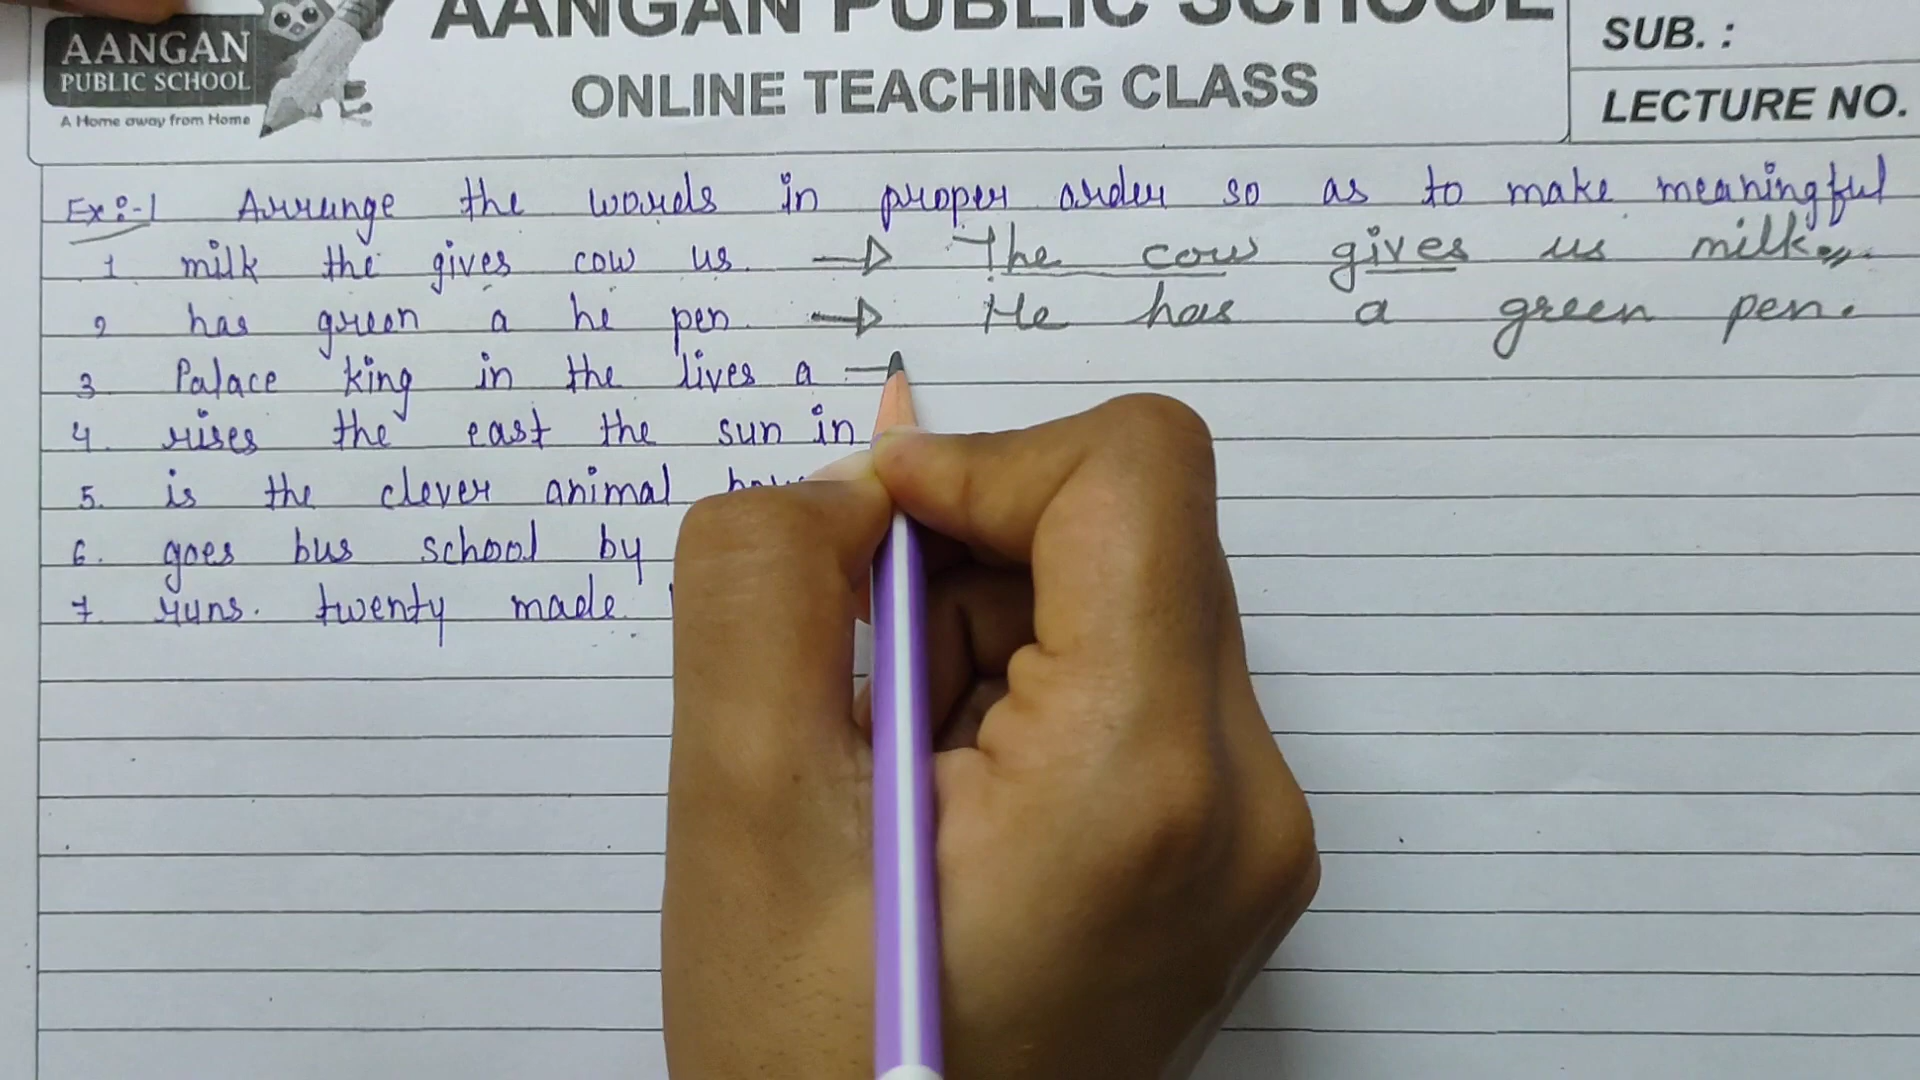 AANGAN
PUBLIC SCHOOL
A Home away from Home
AANGAN PUBLIC SCHOOL
ONLINE TEACHING CLASS
SUB. :
LECTURE NO.
Ex:-1 Arrange the words in proper order so as to make meaningful
1 milk the gives cow us → The cow gives us milk.
2 has green a he pen → He has a green pen.
3 Palace king in the lives a
4. rises the east the sun in
5. is the clever animal
6. goes bus school by
7 runs. twenty made